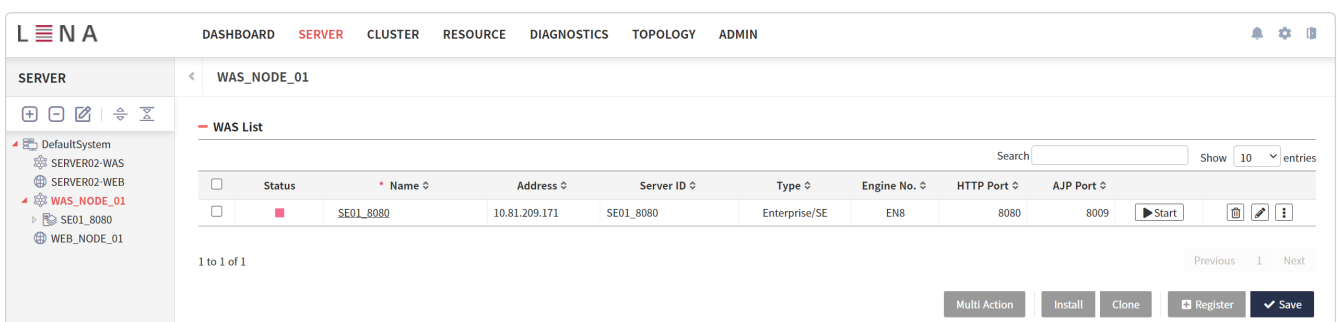 LENA
DASHBOARD SERVER CLUSTER RESOURCE DIAGNOSTICS TOPOLOGY ADMIN
SERVER
WAS_NODE_01
WAS List
DefaultSystem
SERVER02-WAS
SERVER02-WEB
WAS_NODE_01
SE01_8080
WEB_NODE_01
Search Show 10 entries
Status * Name Address Server ID Type Engine No. HTTP Port AJP Port
SE01_8080 10.81.209.171 SE01_8080 Enterprise/SE EN8 8080 8009 Start
1 to 1 of 1
Previous 1 Next
Multi Action Install Clone Register Save